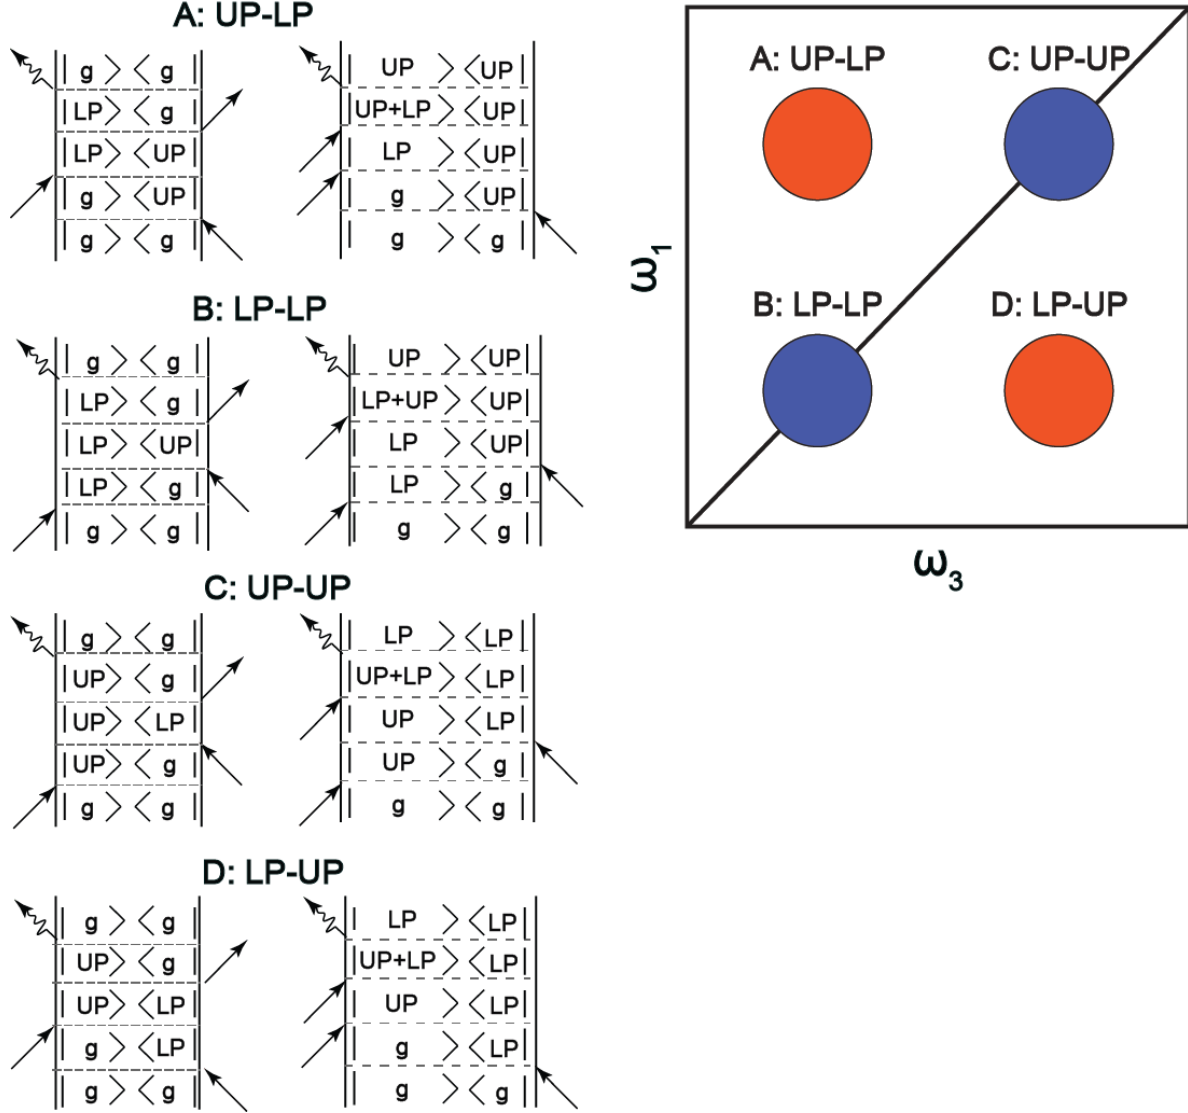 A: UP-LP
| g > < g |
| LP> < g |
| LP> < UP |
| g > < UP |
| g > < g |
| UP > < UP |
| UP+LP > < UP |
| LP > < UP |
| g > < UP |
| g > < g |
B: LP-LP
| g > < g |
| LP> < g |
| LP> < UP |
| LP> < g |
| g > < g |
| UP > < UP |
| LP+UP > < UP |
| LP > < UP |
| LP > < g |
| g > < g |
C: UP-UP
| g > < g |
| UP> < g |
| UP> < LP |
| UP> < g |
| g > < g |
| LP > < LP |
| UP+LP > < LP |
| UP > < LP |
| UP > < g |
| g > < g |
D: LP-UP
| g > < g |
| UP> < g |
| UP> < LP |
| g > < LP |
| g > < g |
| LP > < LP |
| UP+LP > < LP |
| UP > < LP |
| g > < LP |
| g > < g |
A: UP-LP
C: UP-UP
B: LP-LP
D: LP-UP
ω1
ω3